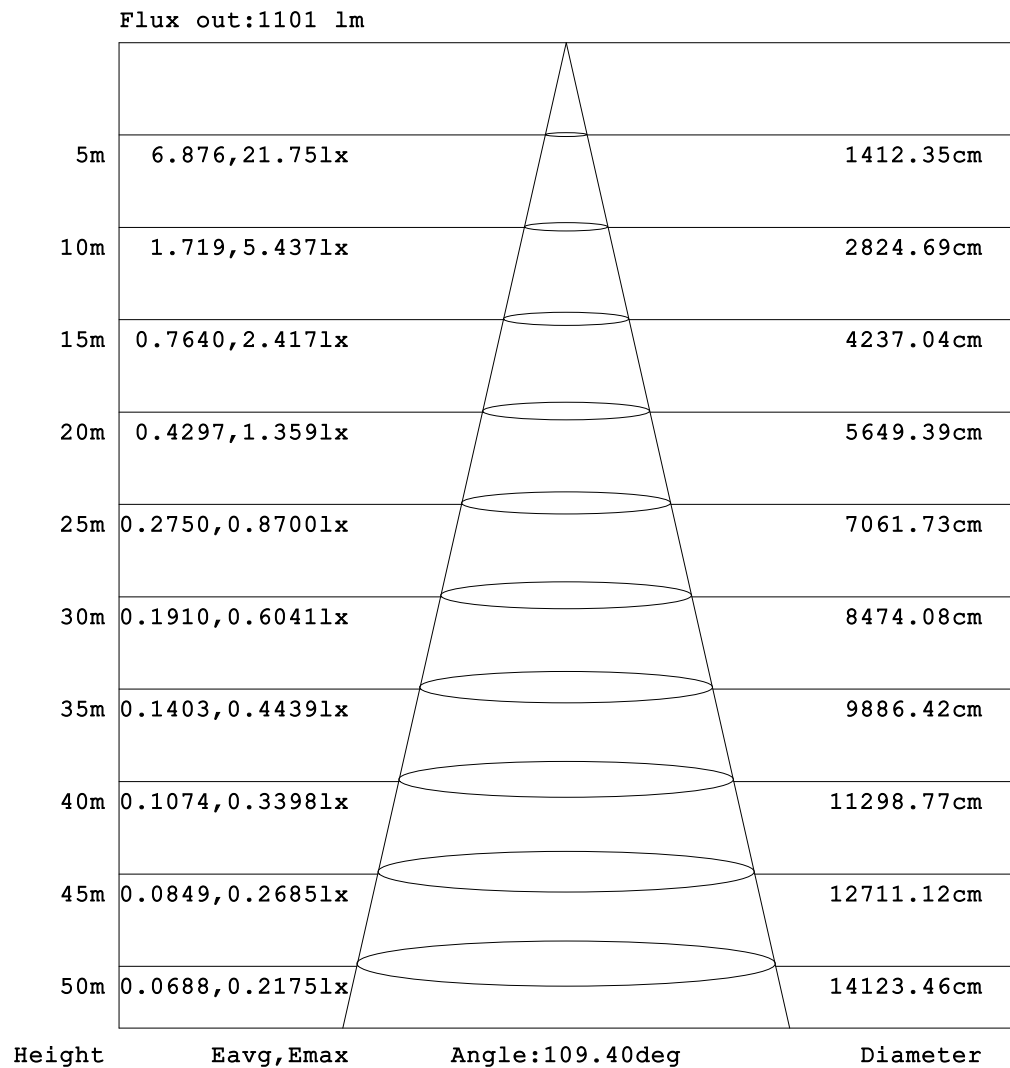 Flux out:1101 lm
5m 6.876,21.75lx 1412.35cm
10m 1.719,5.437lx 2824.69cm
15m 0.7640,2.417lx 4237.04cm
20m 0.4297,1.359lx 5649.39cm
25m 0.2750,0.8700lx 7061.73cm
30m 0.1910,0.6041lx 8474.08cm
35m 0.1403,0.4439lx 9886.42cm
40m 0.1074,0.3398lx 11298.77cm
45m 0.0849,0.2685lx 12711.12cm
50m 0.0688,0.2175lx 14123.46cm
Height Eavg,Emax Angle:109.40deg Diameter